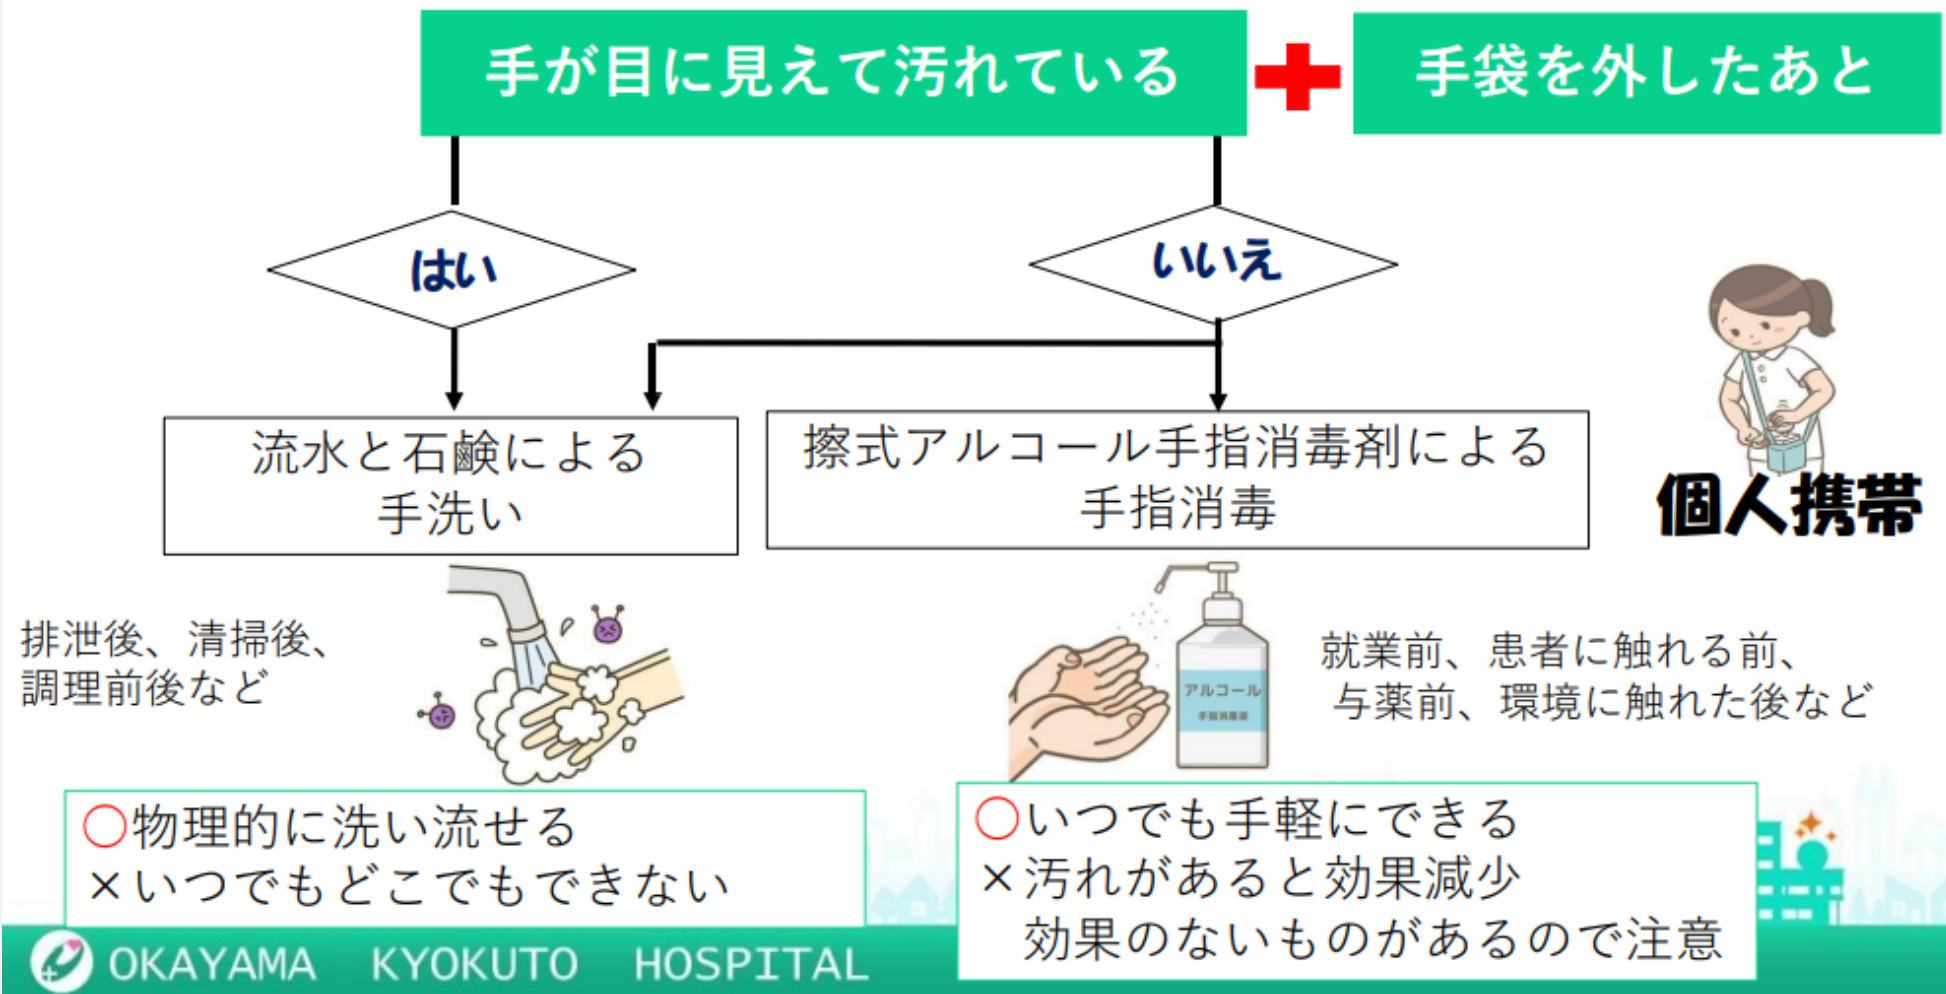 手が目に見えて汚れている
手袋を外したあと
はい
いいえ
流水と石鹸による
手洗い
擦式アルコール手指消毒剤による
手指消毒
個人携帯
排泄後、清掃後、
調理前後など
アルコール
手指消毒液
就業前、患者に触れる前、
与薬前、環境に触れた後など
○物理的に洗い流せる
×いつでもどこでもできない
○いつでも手軽にできる
×汚れがあると効果減少
効果のないものがあるので注意
OKAYAMA KYOKUTO HOSPITAL